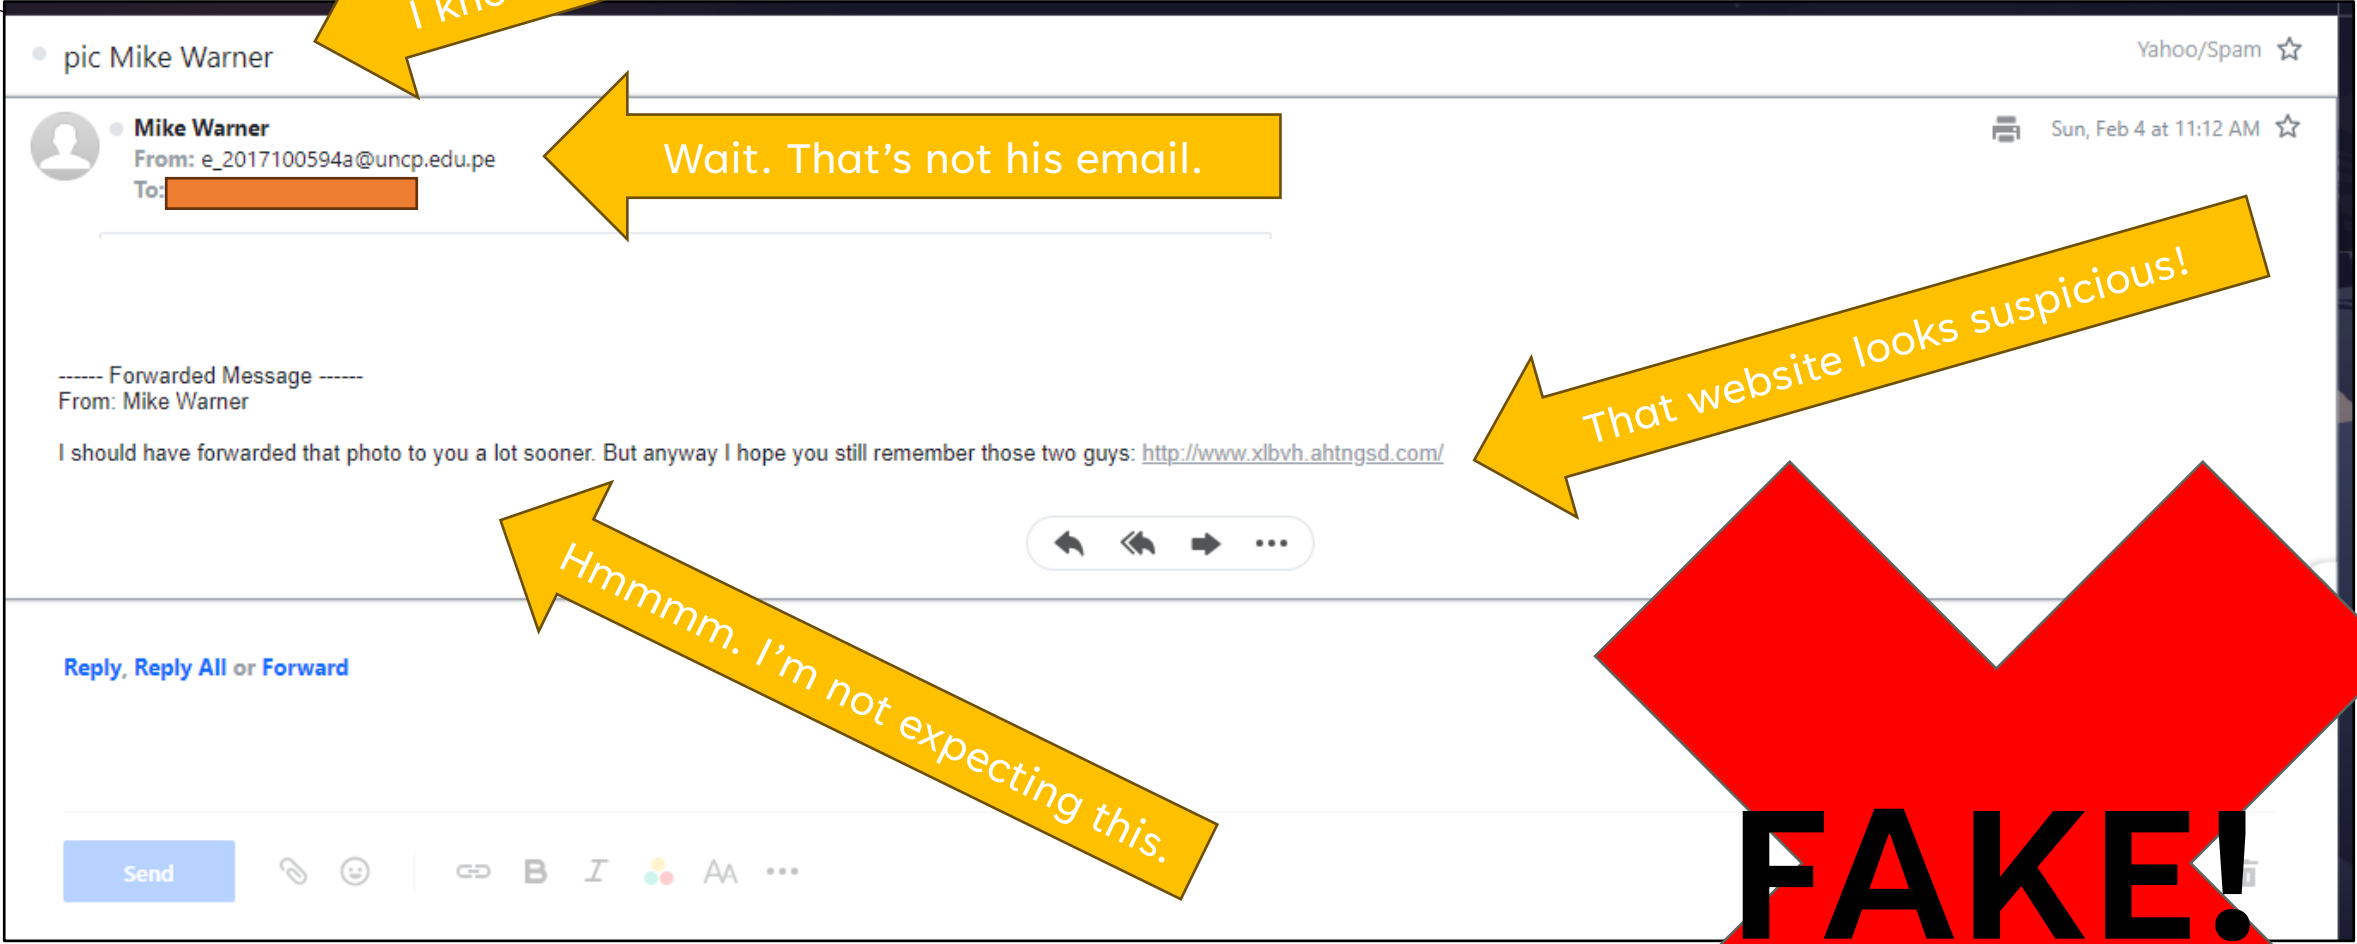 I kno
pic Mike Warner
Yahoo/Spam
Mike Warner
Sun, Feb 4 at 11:12 AM
From: e_2017100594a@uncp.edu.pe
To:
Wait. That's not his email.
That website looks suspicious!
------ Forwarded Message ------
From: Mike Warner
I should have forwarded that photo to you a lot sooner. But anyway I hope you still remember those two guys: http://www.xlbvh.ahtngsd.com/
Hmmmm. I'm not expecting this.
Reply, Reply All or Forward
Send
B I AA
FAKE!